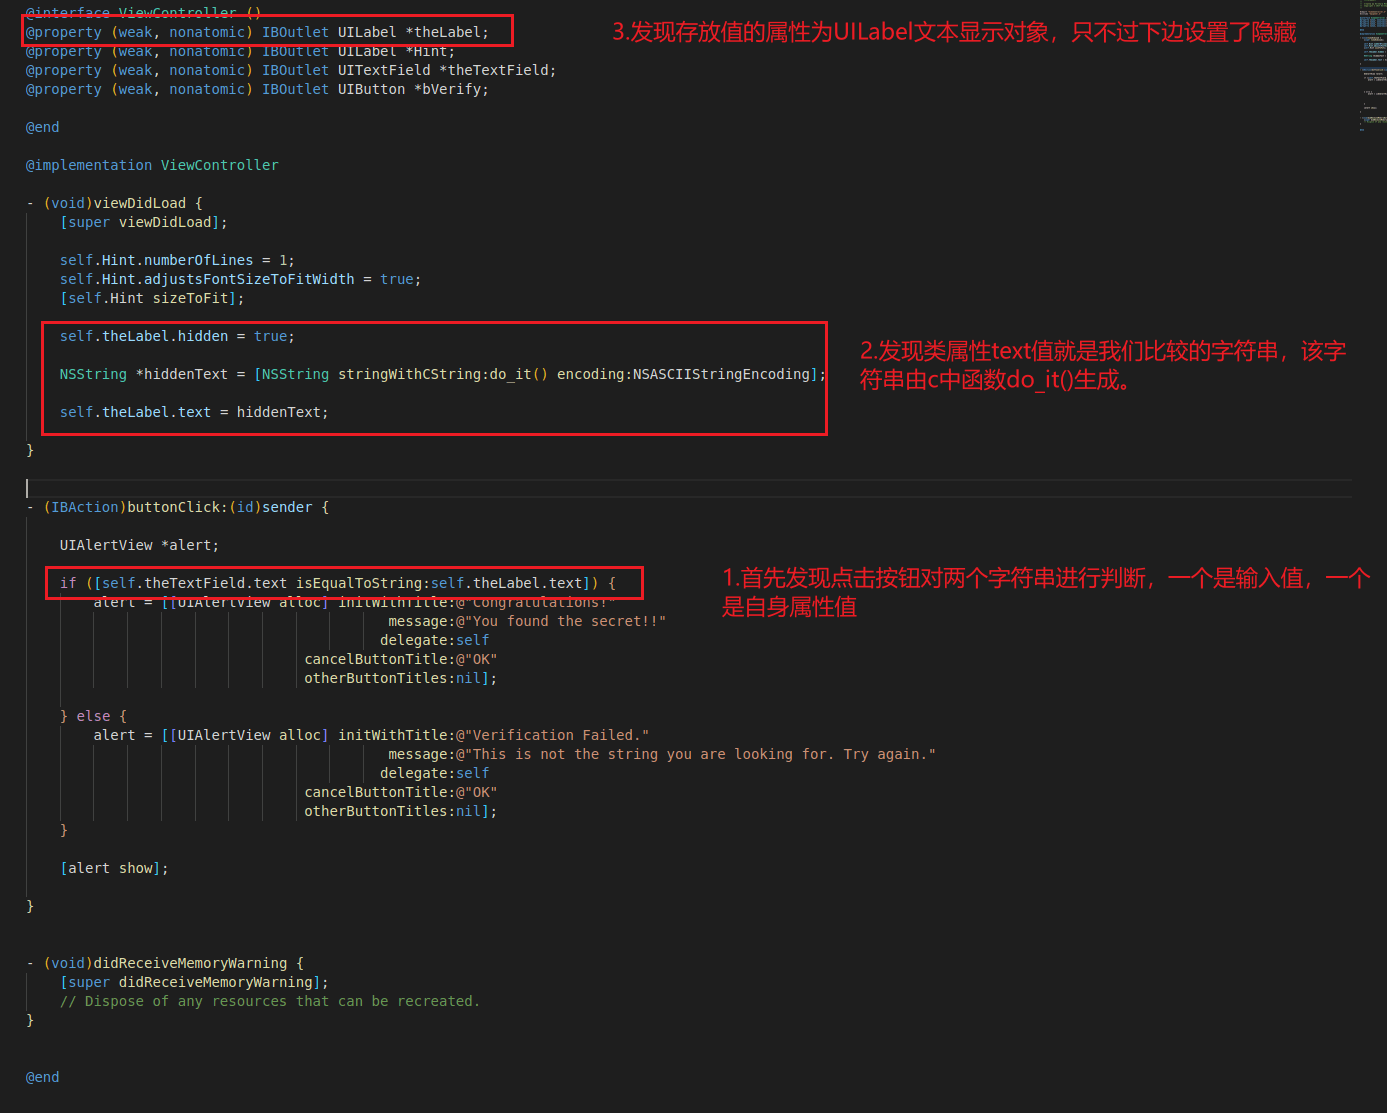 @interface ViewController ()
@property (weak, nonatomic) IBOutlet UILabel *theLabel;
3.发现存放值的属性为UILabel文本显示对象，只不过下边设置了隐藏
@property (weak, nonatomic) IBOutlet UILabel *Hint;
@property (weak, nonatomic) IBOutlet UITextField *theTextField;
@property (weak, nonatomic) IBOutlet UIButton *bVerify;
@end
@implementation ViewController
- (void)viewDidLoad {
[super viewDidLoad];
self.Hint.numberOfLines = 1;
self.Hint.adjustsFontSizeToFitWidth = true;
[self.Hint sizeToFit];
self.theLabel.hidden = true;
NSString *hiddenText = [NSString stringWithCString:do_it() encoding:NSASCIIStringEncoding];
self.theLabel.text = hiddenText;
2.发现类属性text值就是我们比较的字符串，该字
符串由c中函数do_it()生成。
}
- (IBAction)buttonClick:(id)sender {
UIAlertView *alert;
if ([self.theTextField.text isEqualToString:self.theLabel.text]) {
1.首先发现点击按钮对两个字符串进行判断，一个是输入值，一个
是自身属性值
alert = [[UIAlertView alloc] initWithTitle:@"Congratulations!"
message:@"You found the secret!!"
delegate:self
cancelButtonTitle:@"OK"
otherButtonTitles:nil];
} else {
alert = [[UIAlertView alloc] initWithTitle:@"Verification Failed."
message:@"This is not the string you are looking for. Try again."
delegate:self
cancelButtonTitle:@"OK"
otherButtonTitles:nil];
}
[alert show];
}
- (void)didReceiveMemoryWarning {
[super didReceiveMemoryWarning];
// Dispose of any resources that can be recreated.
}
@end